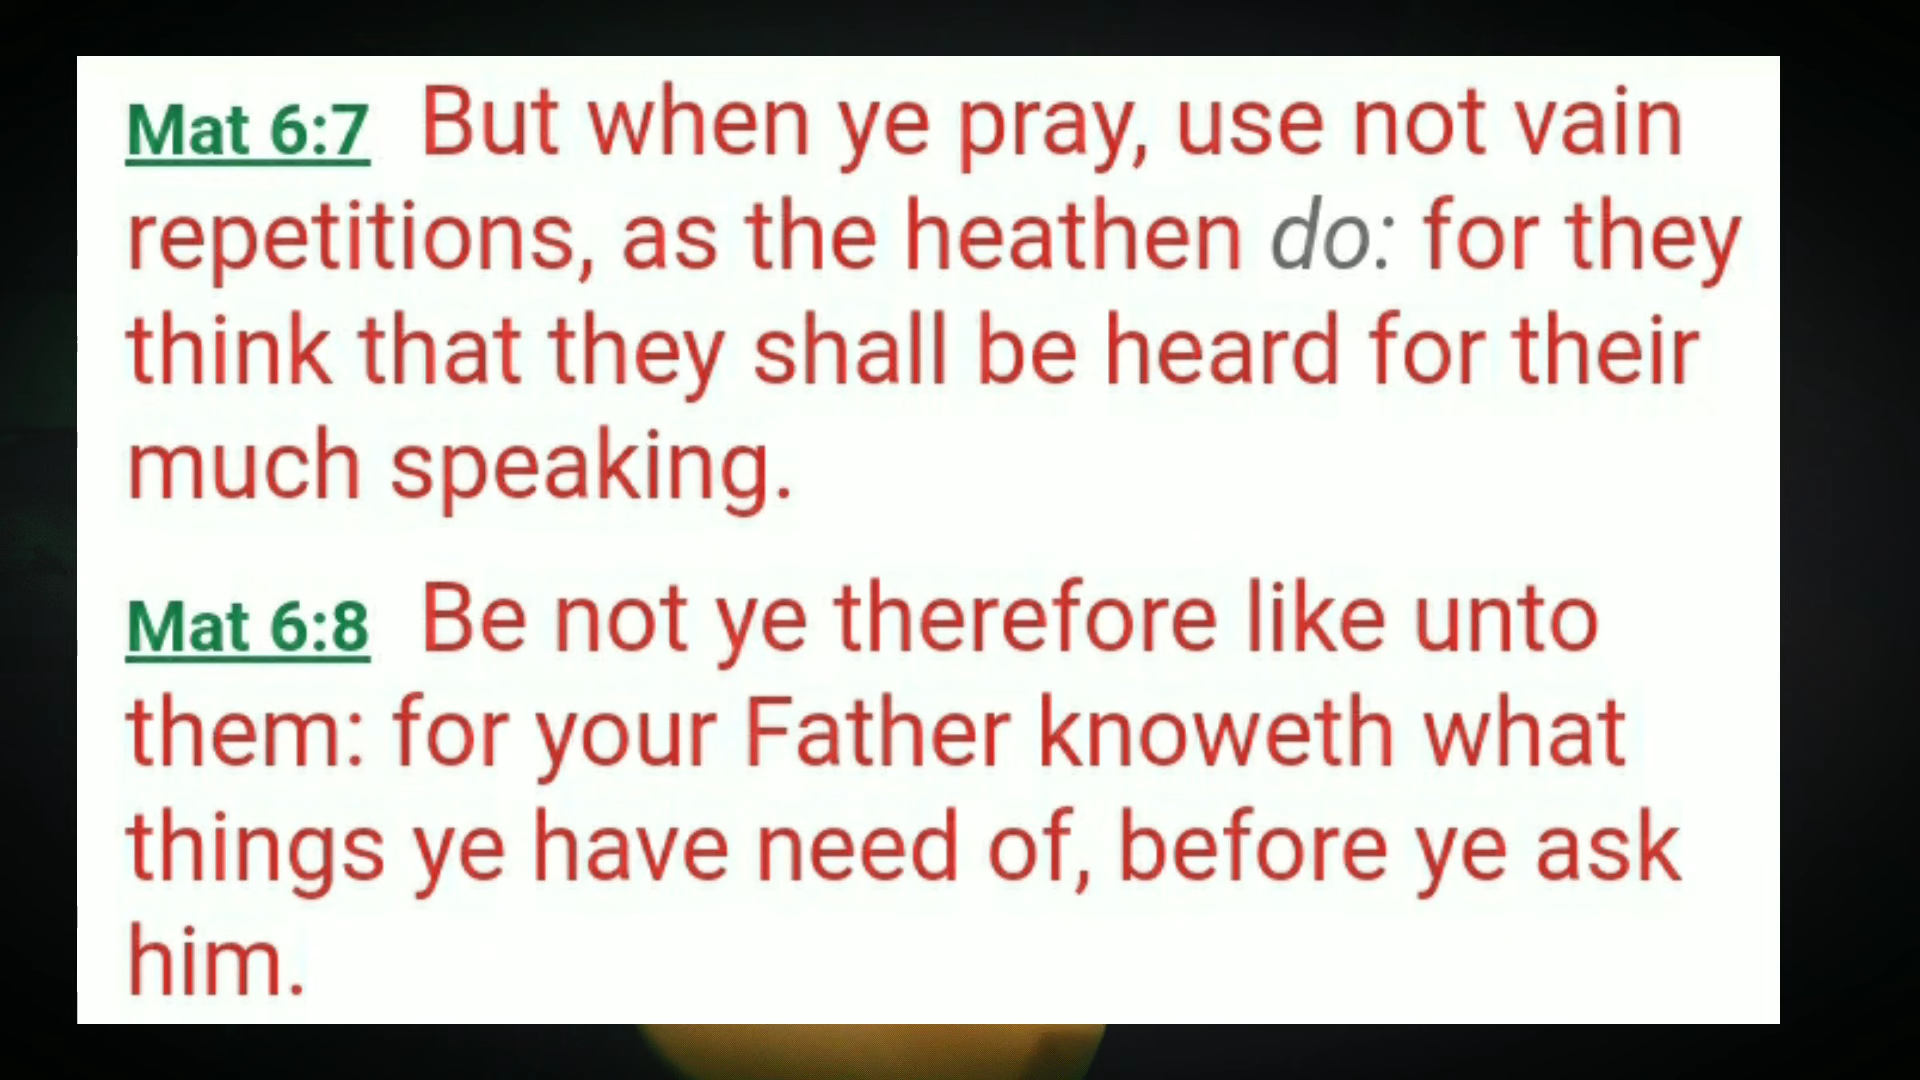 Mat 6:7 But when ye pray, use not vain
repetitions, as the heathen do: for they
think that they shall be heard for their
much speaking.
Mat 6:8 Be not ye therefore like unto
them: for your Father knoweth what
things ye have need of, before ye ask
him.